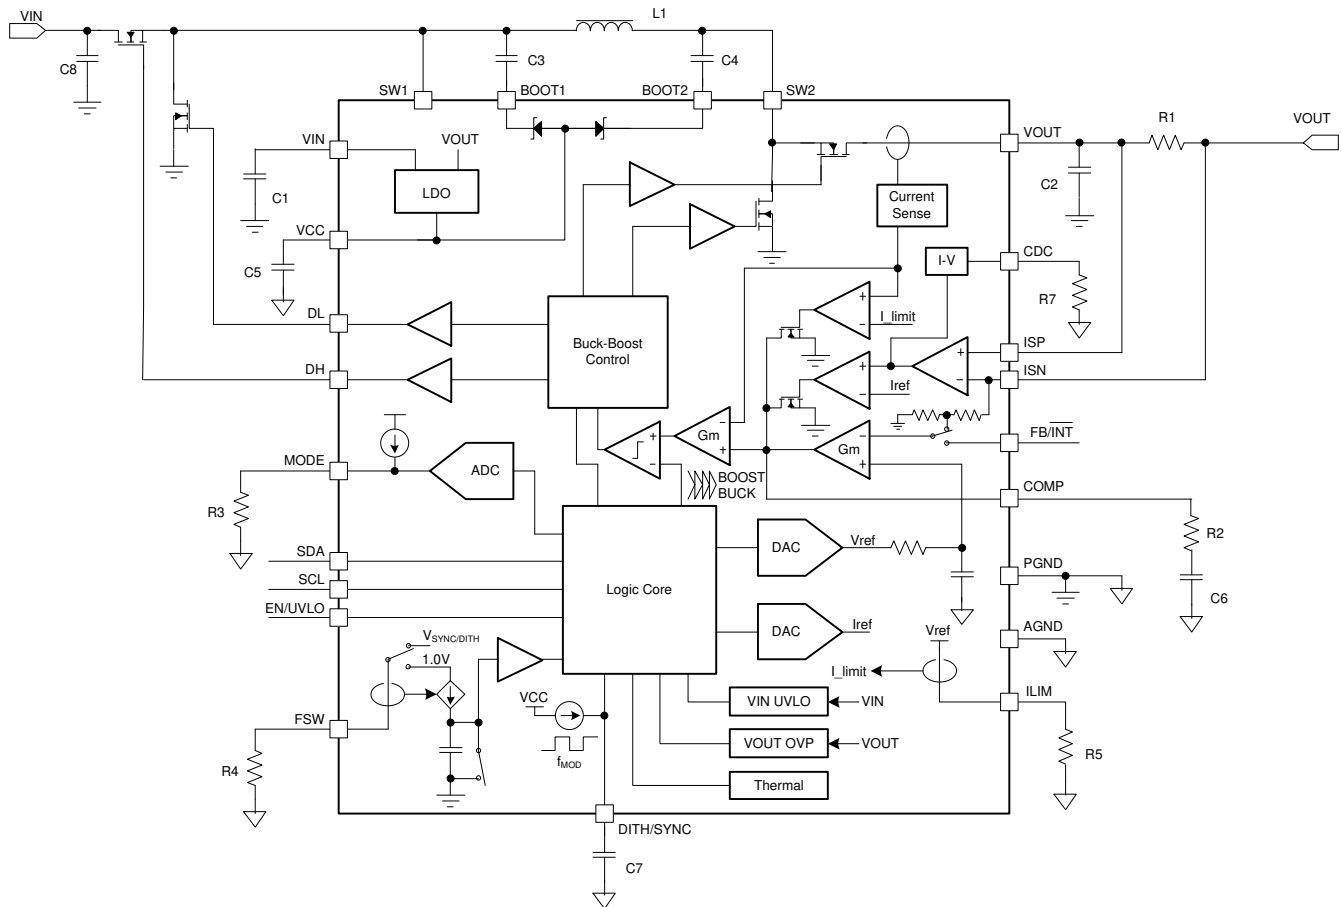 VIN
L1
C8
C3
C4
SW1
BOOT1
BOOT2
SW2
R1
VOUT
VIN
VOUT
VOUT
C1
LDO
C2
Current
Sense
VCC
C5
I-V
CDC
R7
DL
I_limit
+
−
Buck-Boost
Control
ISP
DH
+
−
Iref
+
−
ISN
Gm
−
+
Gm
−
+
+
−
FB/I̅N̅T̅
MODE
ADC
BOOST
BUCK
COMP
R3
R2
SDA
DAC
Vref
PGND
SCL
Logic Core
C6
EN/UVLO
DAC
Iref
Vref
AGND
VSYNC/DITH
1.0V
I_limit
ILIM
VCC
VIN UVLO
VIN
FSW
VOUT OVP
VOUT
R5
R4
fMOD
Thermal
DITH/SYNC
C7